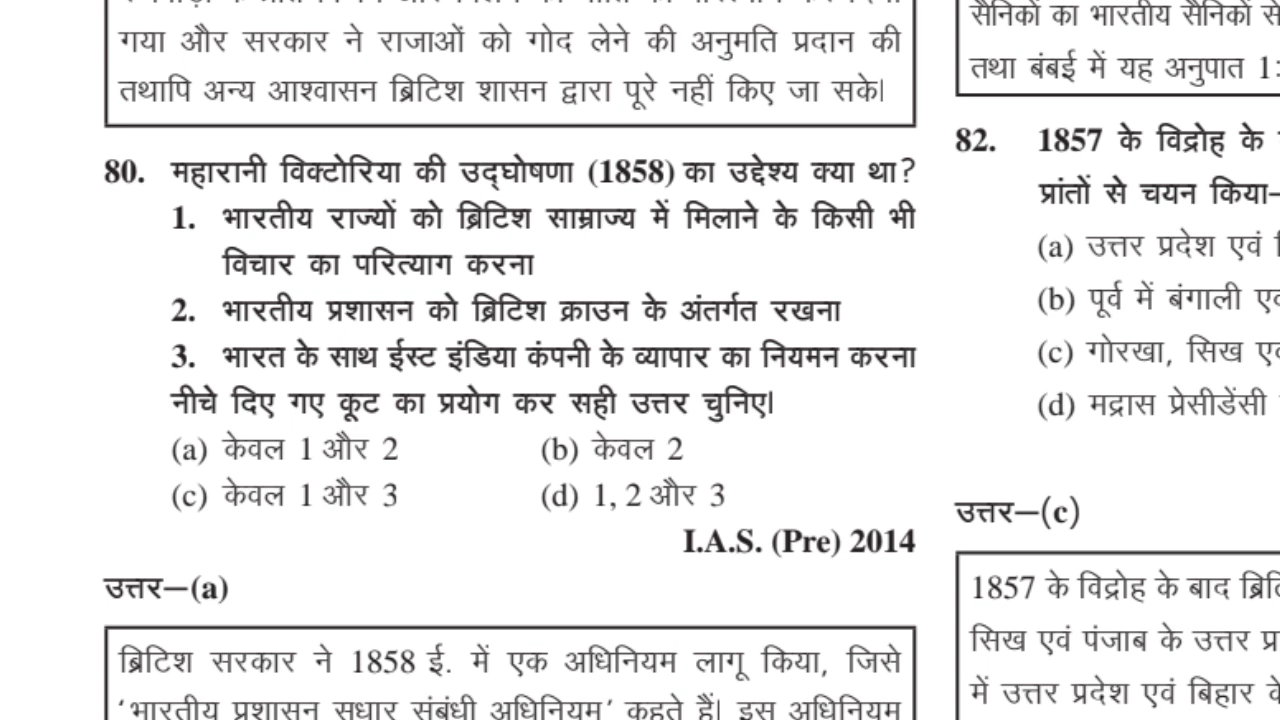 गया और सरकार ने राजाओं को गोद लेने की अनुमति प्रदान की
तथापि अन्य आश्वासन ब्रिटिश शासन द्वारा पूरे नहीं किए जा सके।
80. महारानी विक्टोरिया की उद्घोषणा (1858) का उद्देश्य क्या था?
1. भारतीय राज्यों को ब्रिटिश साम्राज्य में मिलाने के किसी भी
विचार का परित्याग करना
2. भारतीय प्रशासन को ब्रिटिश क्राउन के अंतर्गत रखना
3. भारत के साथ ईस्ट इंडिया कंपनी के व्यापार का नियमन करना
नीचे दिए गए कूट का प्रयोग कर सही उत्तर चुनिए।
(a) केवल 1 और 2 (b) केवल 2
(c) केवल 1 और 3 (d) 1, 2 और 3
I.A.S. (Pre) 2014
उत्तर–(a)
ब्रिटिश सरकार ने 1858 ई. में एक अधिनियम लागू किया, जिसे
'भारतीय प्रशासन सुधार संबंधी अधिनियम' कहते हैं। इस अधिनियम
सैनिकों का भारतीय सैनिकों से
तथा बंबई में यह अनुपात 1:
82. 1857 के विद्रोह के
प्रांतों से चयन किया–
(a) उत्तर प्रदेश एवं
(b) पूर्व में बंगाली
(c) गोरखा, सिख
(d) मद्रास प्रेसीडेंसी
उत्तर–(c)
1857 के विद्रोह के बाद
सिख एवं पंजाब के उत्तर
में उत्तर प्रदेश एवं बिहार